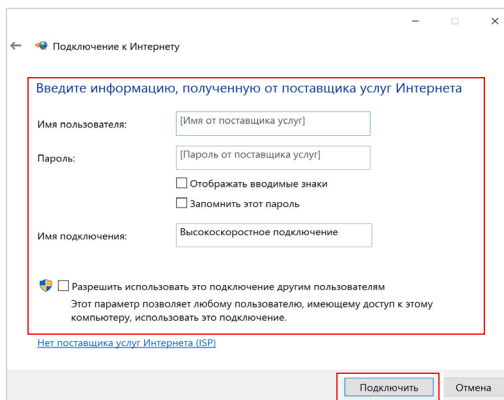 Подключение к Интернету
Введите информацию, полученную от поставщика услуг Интернета
Имя пользователя: [Имя от поставщика услуг]
Пароль: [Пароль от поставщика услуг]
Отображать вводимые знаки
Запомнить этот пароль
Имя подключения: Высокоскоростное подключение
Разрешить использовать это подключение другим пользователям
Этот параметр позволяет любому пользователю, имеющему доступ к этому
компьютеру, использовать это подключение.
Нет поставщика услуг Интернета (ISP)
Подключить Отмена